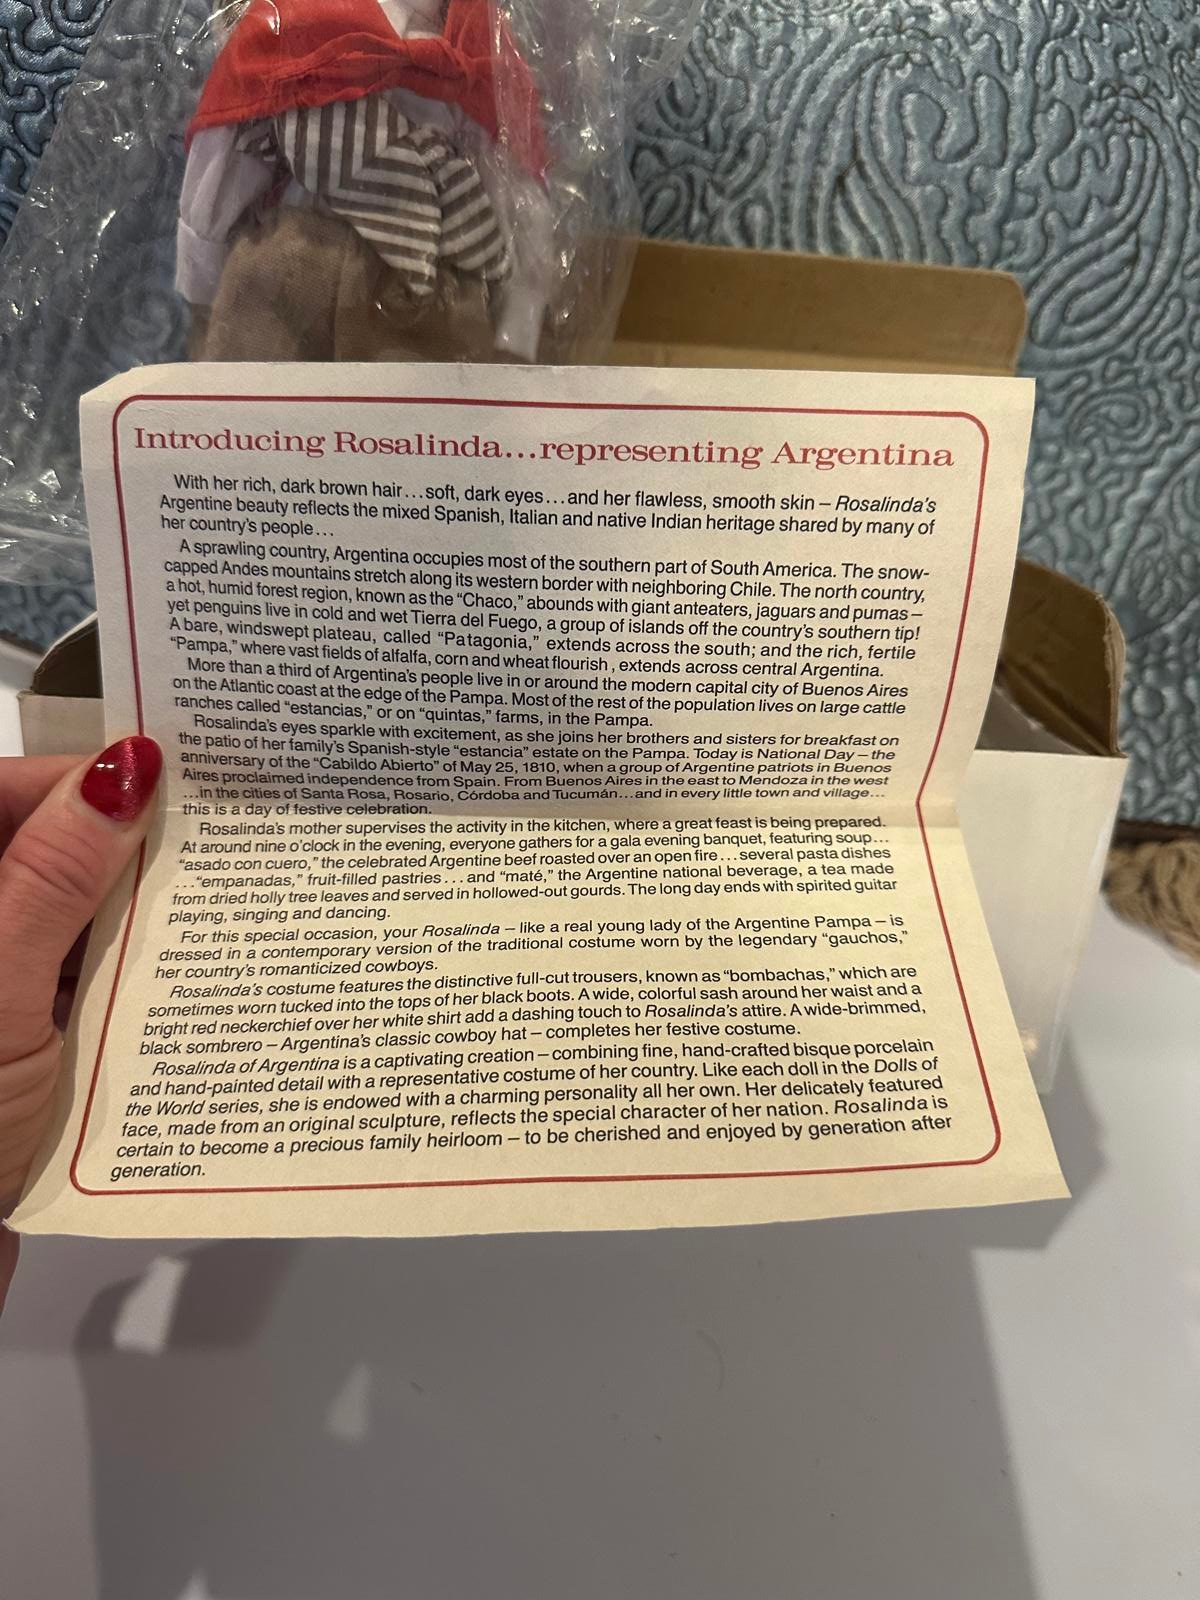 Introducing Rosalinda...representing Argentina
With her rich, dark brown hair...soft, dark eyes...and her flawless, smooth skin – Rosalinda's
Argentine beauty reflects the mixed Spanish, Italian and native Indian heritage shared by many of
her country's people...
A sprawling country, Argentina occupies most of the southern part of South America. The snow-
capped Andes mountains stretch along its western border with neighboring Chile. The north country,
a hot, humid forest region, known as the “Chaco,” abounds with giant anteaters, jaguars and pumas –
yet penguins live in cold and wet Tierra del Fuego, a group of islands off the country's southern tip!
A bare, windswept plateau, called “Patagonia,” extends across the south; and the rich, fertile
“Pampa,” where vast fields of alfalfa, corn and wheat flourish, extends across central Argentina.
More than a third of Argentina's people live in or around the modern capital city of Buenos Aires
on the Atlantic coast at the edge of the Pampa. Most of the rest of the population lives on large cattle
ranches called “estancias,” or on “quintas,” farms, in the Pampa.
Rosalinda's eyes sparkle with excitement, as she joins her brothers and sisters for breakfast on
the patio of her family's Spanish-style “estancia” estate on the Pampa. Today is National Day – the
anniversary of the “Cabildo Abierto” of May 25, 1810, when a group of Argentine patriots in Buenos
Aires proclaimed independence from Spain. From Buenos Aires in the east to Mendoza in the west
...in the cities of Santa Rosa, Rosario, Córdoba and Tucumán...and in every little town and village...
this is a day of festive celebration.
Rosalinda's mother supervises the activity in the kitchen, where a great feast is being prepared.
At around nine o'clock in the evening, everyone gathers for a gala evening banquet, featuring soup...
“asado con cuero,” the celebrated Argentine beef roasted over an open fire...several pasta dishes
...“empanadas,” fruit-filled pastries...and “maté,” the Argentine national beverage, a tea made
from dried holly tree leaves and served in hollowed-out gourds. The long day ends with spirited guitar
playing, singing and dancing.
For this special occasion, your Rosalinda – like a real young lady of the Argentine Pampa – is
dressed in a contemporary version of the traditional costume worn by the legendary “gauchos,”
her country's romanticized cowboys.
Rosalinda's costume features the distinctive full-cut trousers, known as “bombachas,” which are
sometimes worn tucked into the tops of her black boots. A wide, colorful sash around her waist and a
bright red neckerchief over her white shirt add a dashing touch to Rosalinda's attire. A wide-brimmed,
black sombrero – Argentina's classic cowboy hat – completes her festive costume.
Rosalinda of Argentina is a captivating creation – combining fine, hand-crafted bisque porcelain
and hand-painted detail with a representative costume of her country. Like each doll in the Dolls of
the World series, she is endowed with a charming personality all her own. Her delicately featured
face, made from an original sculpture, reflects the special character of her nation. Rosalinda is
certain to become a precious family heirloom – to be cherished and enjoyed by generation after
generation.